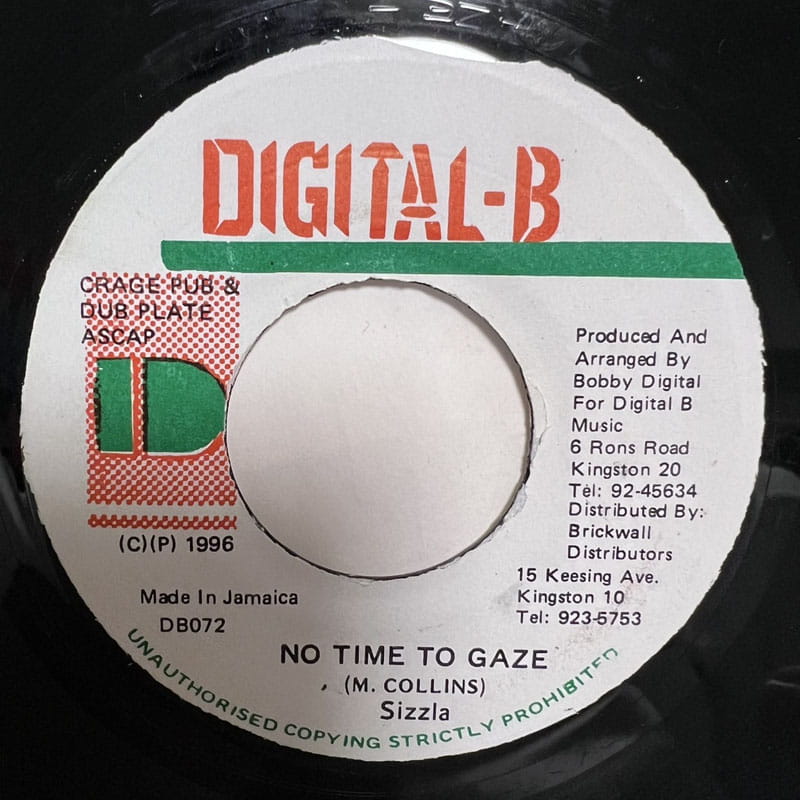 DIGITAL-B
CRAGE PUB &
DUB PLATE
ASCAP
D
(C)(P) 1996
Made In Jamaica
DB072
Produced And
Arranged By
Bobby Digital
For Digital B
Music
6 Rons Road
Kingston 20
Tel: 92-45634
Distributed By:
Brickwall
Distributors
15 Keesing Ave.
Kingston 10
Tel: 923-5753
NO TIME TO GAZE
(M. COLLINS)
Sizzla
UNAUTHORISED COPYING STRICTLY PROHIBITED